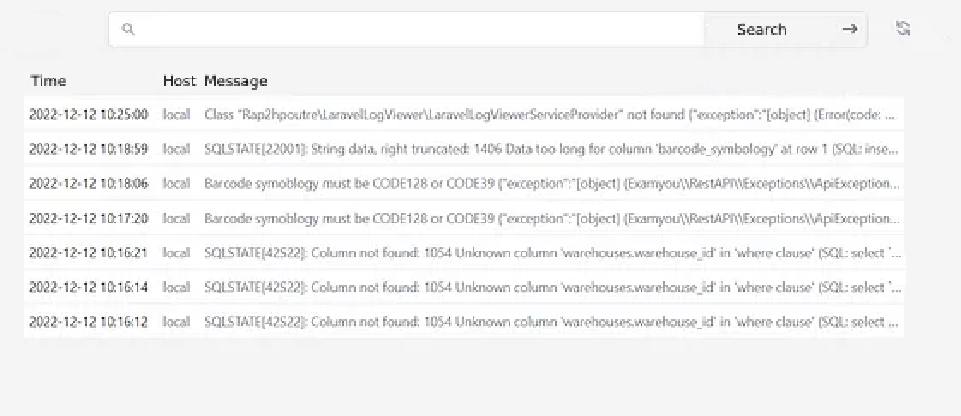 Search →
Time Host Message
2022-12-12 10:25:00 local Class "Rap2hpoutre\LaravelLogViewer\LaravelLogViewerServiceProvider" not found {"exception":"[object] (Error(code: ...
2022-12-12 10:18:59 local SQLSTATE[22001]: String data, right truncated: 1406 Data too long for column 'barcode_symbology' at row 1 (SQL: inse...
2022-12-12 10:18:06 local Barcode symoblogy must be CODE128 or CODE39 {"exception":"[object] (Examyou\\RestAPI\\Exceptions\\ApiException...
2022-12-12 10:17:20 local Barcode symoblogy must be CODE128 or CODE39 {"exception":"[object] (Examyou\\RestAPI\\Exceptions\\ApiException...
2022-12-12 10:16:21 local SQLSTATE[42S22]: Column not found: 1054 Unknown column 'warehouses.warehouse_id' in 'where clause' (SQL: select `...
2022-12-12 10:16:14 local SQLSTATE[42S22]: Column not found: 1054 Unknown column 'warehouses.warehouse_id' in 'where clause' (SQL: select `...
2022-12-12 10:16:12 local SQLSTATE[42S22]: Column not found: 1054 Unknown column 'warehouses.warehouse_id' in 'where clause' (SQL: select ...